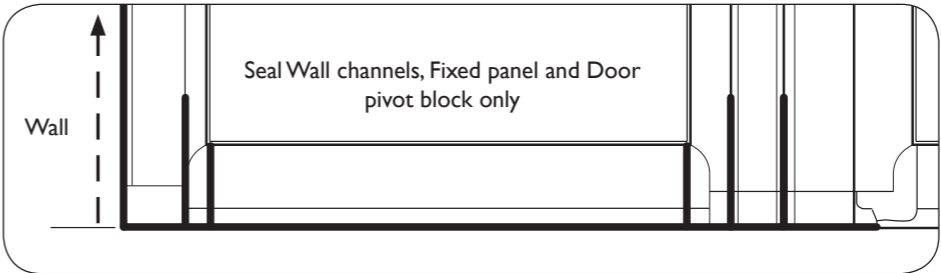 Seal Wall channels, Fixed panel and Door
pivot block only
Wall